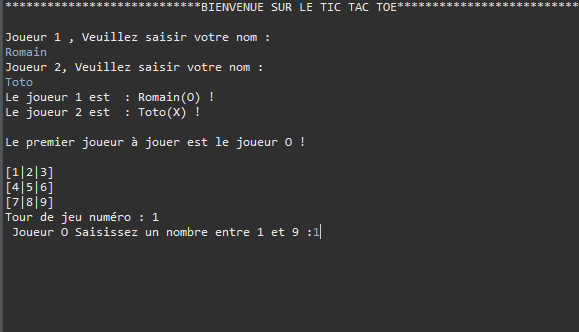 ****************************BIENVENUE SUR LE TIC TAC TOE**************************
Joueur 1 , Veuillez saisir votre nom :
Romain
Joueur 2, Veuillez saisir votre nom :
Toto
Le joueur 1 est  : Romain(O) !
Le joueur 2 est  : Toto(X) !
Le premier joueur à jouer est le joueur O !
[1|2|3]
[4|5|6]
[7|8|9]
Tour de jeu numéro : 1
 Joueur O Saisissez un nombre entre 1 et 9 :1